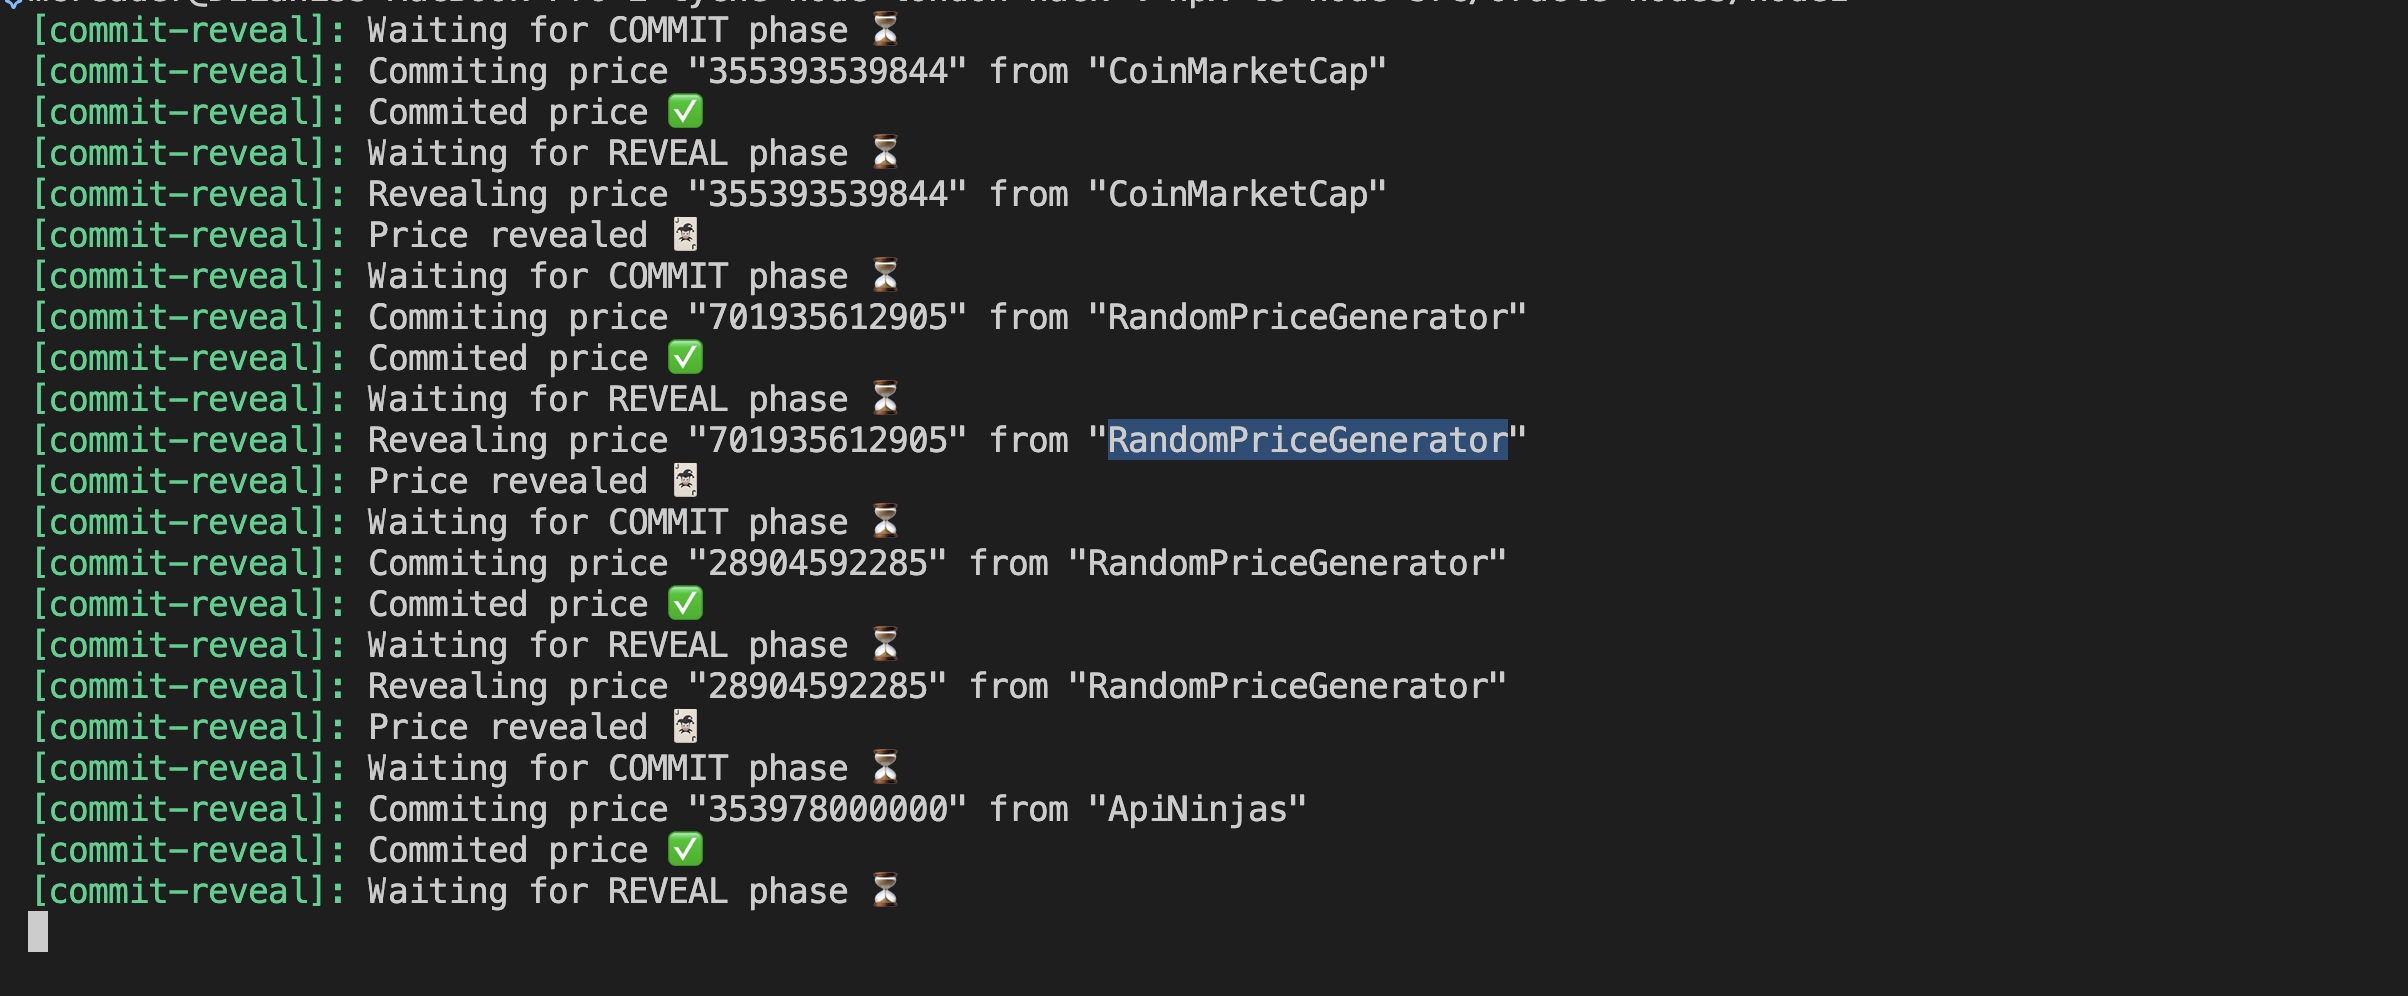 [commit-reveal]: Waiting for COMMIT phase ⏳
[commit-reveal]: Commiting price "355393539844" from "CoinMarketCap"
[commit-reveal]: Commited price ✅
[commit-reveal]: Waiting for REVEAL phase ⏳
[commit-reveal]: Revealing price "355393539844" from "CoinMarketCap"
[commit-reveal]: Price revealed 🃏
[commit-reveal]: Waiting for COMMIT phase ⏳
[commit-reveal]: Commiting price "701935612905" from "RandomPriceGenerator"
[commit-reveal]: Commited price ✅
[commit-reveal]: Waiting for REVEAL phase ⏳
[commit-reveal]: Revealing price "701935612905" from "RandomPriceGenerator"
[commit-reveal]: Price revealed 🃏
[commit-reveal]: Waiting for COMMIT phase ⏳
[commit-reveal]: Commiting price "28904592285" from "RandomPriceGenerator"
[commit-reveal]: Commited price ✅
[commit-reveal]: Waiting for REVEAL phase ⏳
[commit-reveal]: Revealing price "28904592285" from "RandomPriceGenerator"
[commit-reveal]: Price revealed 🃏
[commit-reveal]: Waiting for COMMIT phase ⏳
[commit-reveal]: Commiting price "353978000000" from "ApiNinjas"
[commit-reveal]: Commited price ✅
[commit-reveal]: Waiting for REVEAL phase ⏳